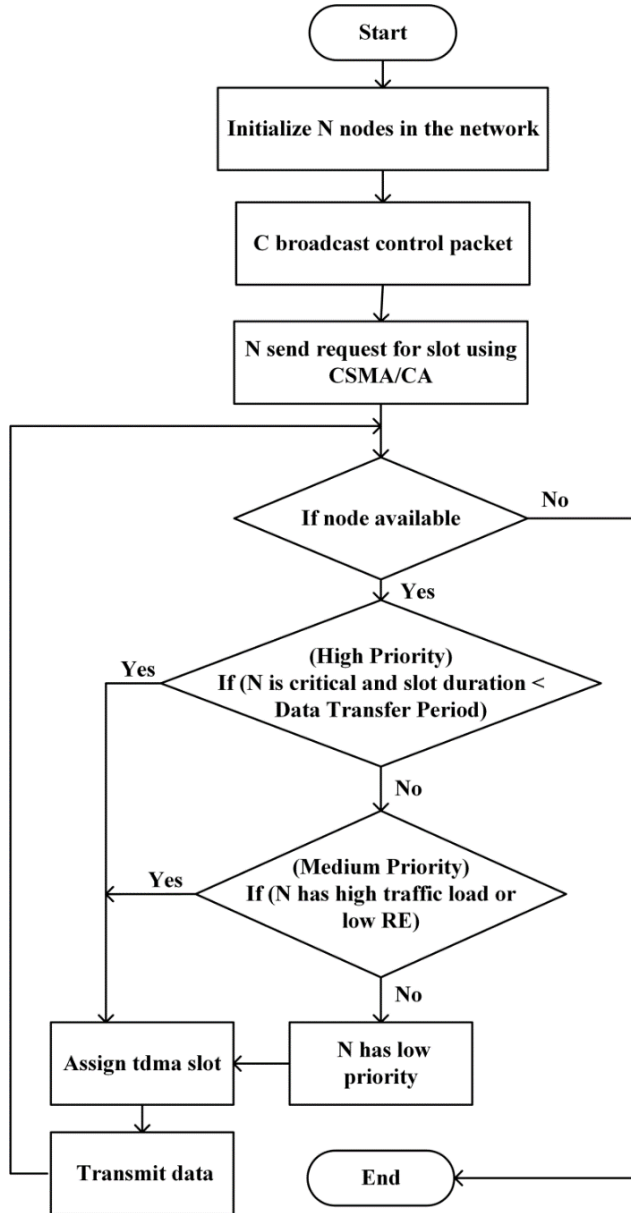 Start
Initialize N nodes in the network
C broadcast control packet
N send request for slot using
CSMA/CA
If node available
No
Yes
(High Priority)
If (N is critical and slot duration <
Data Transfer Period)
Yes
No
(Medium Priority)
If (N has high traffic load or
low RE)
Yes
No
Assign tdma slot
N has low
priority
Transmit data
End